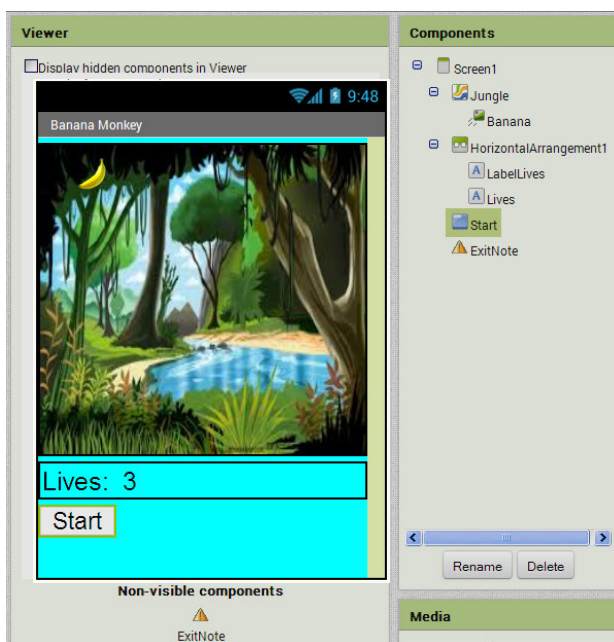 Viewer
Display hidden components in Viewer
9:48
Banana Monkey
Lives: 3
Start
Non-visible components
ExitNote
Components
Screen1
Jungle
Banana
HorizontalArrangement1
A LabelLives
A Lives
Start
ExitNote
Rename Delete
Media